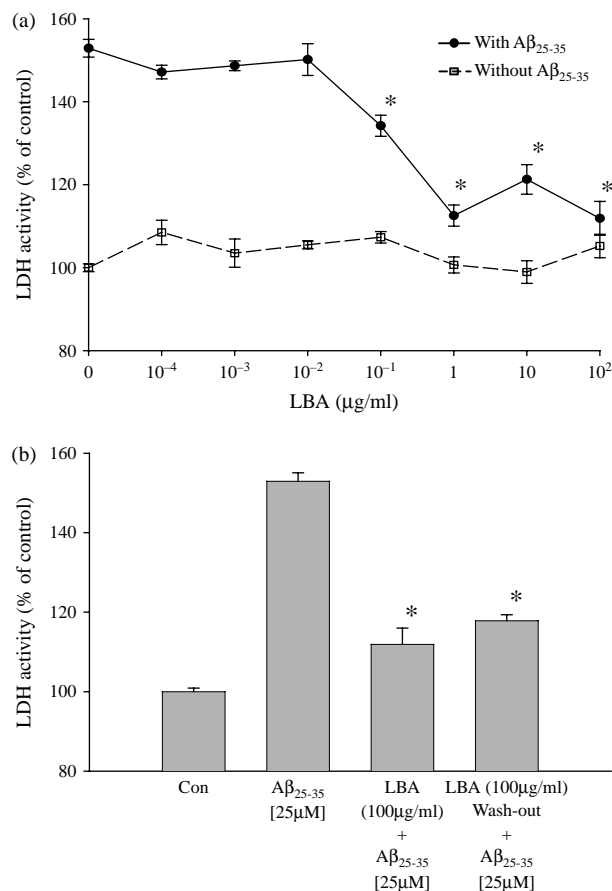 (a)
160
140
120
100
80
LDH activity (% of control)
With Aβ25-35
Without Aβ25-35
*
*
*
*
0 10⁻⁴ 10⁻³ 10⁻² 10⁻¹ 1 10 10²
LBA (µg/ml)
(b)
160
140
120
100
80
LDH activity (% of control)
*
*
Con
Aβ25-35
[25µM]
LBA
(100µg/ml)
+
Aβ25-35
[25µM]
LBA (100µg/ml)
Wash-out
+
Aβ25-35
[25µM]